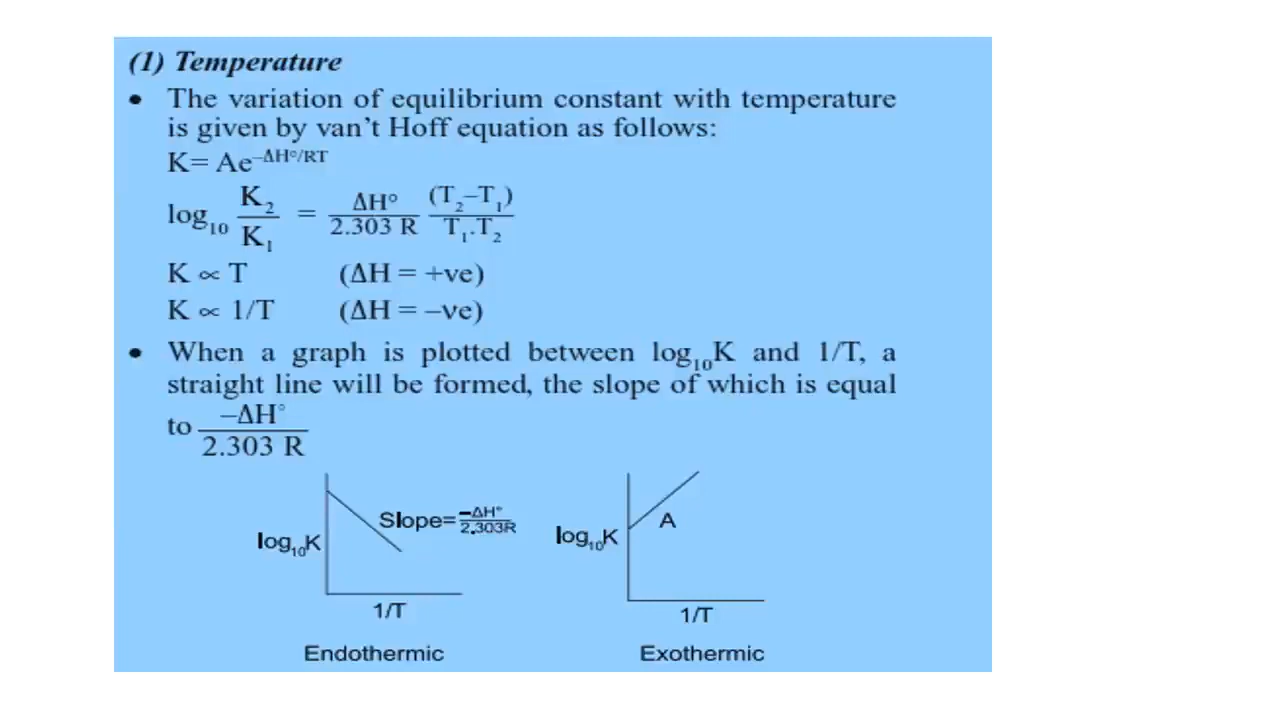 (1) Temperature
• The variation of equilibrium constant with temperature
is given by van't Hoff equation as follows:
K= Ae^–ΔH°/RT
log₁₀ K₂/K₁ = ΔH°/2.303 R (T₂–T₁)/T₁.T₂
K ∝ T (ΔH = +ve)
K ∝ 1/T (ΔH = –ve)
• When a graph is plotted between log₁₀K and 1/T, a
straight line will be formed, the slope of which is equal
to –ΔH°/2.303 R
log₁₀K Slope=–ΔH°/2.303R
1/T
Endothermic
log₁₀K A
1/T
Exothermic